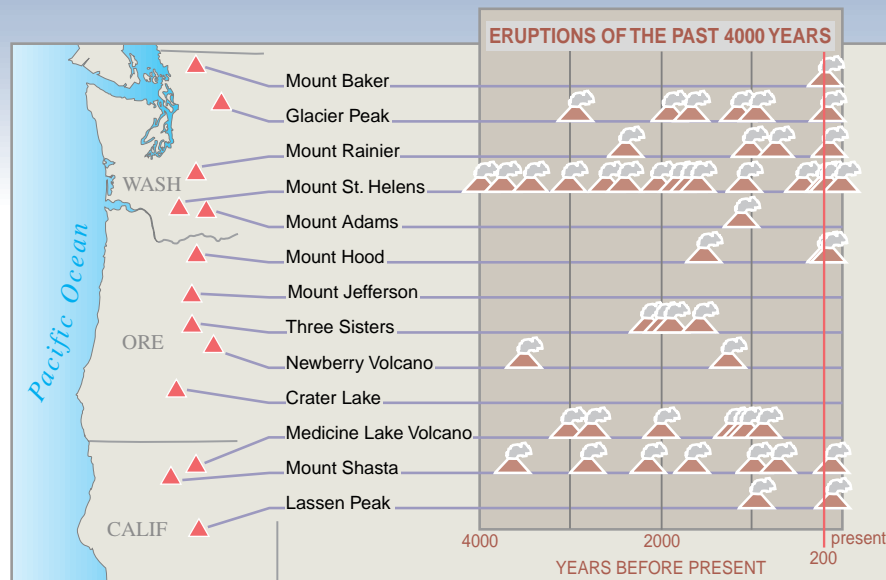 ERUPTIONS OF THE PAST 4000 YEARS
Mount Baker
Glacier Peak
Mount Rainier
WASH
Mount St. Helens
Mount Adams
Mount Hood
Pacific Ocean
Mount Jefferson
Three Sisters
ORE
Newberry Volcano
Crater Lake
Medicine Lake Volcano
Mount Shasta
Lassen Peak
CALIF
4000
2000
present
200
YEARS BEFORE PRESENT